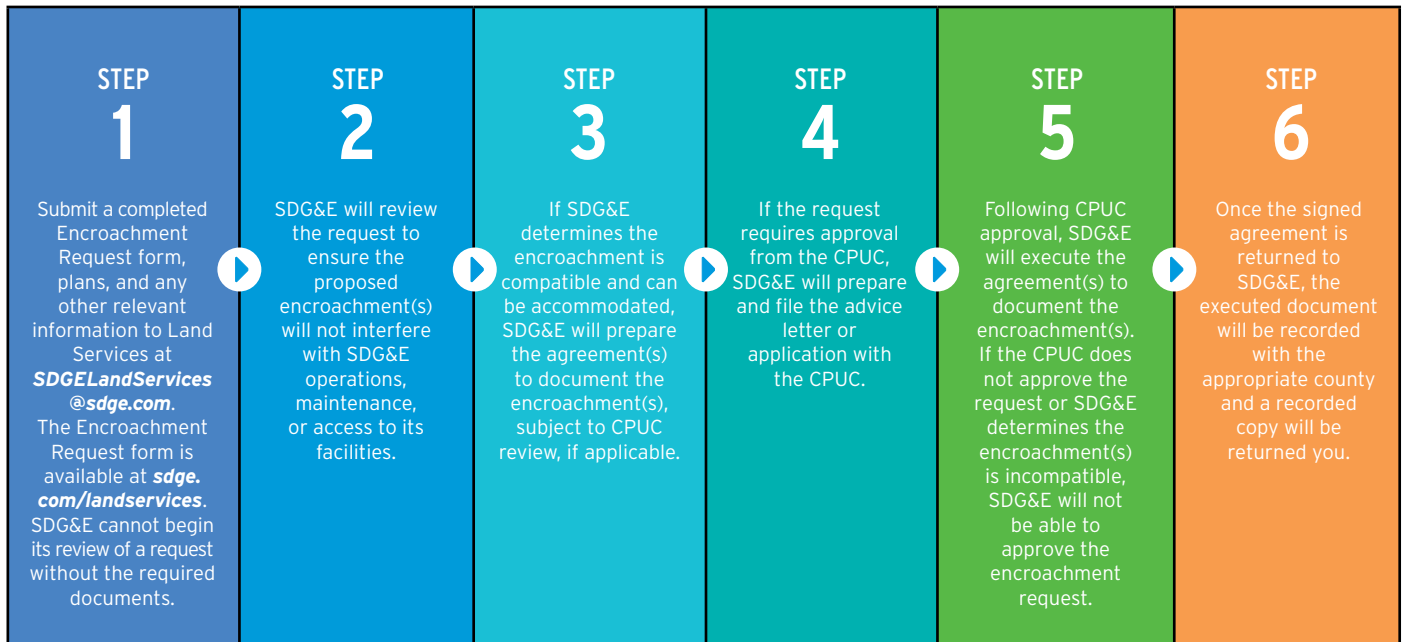 STEP
1
Submit a completed
Encroachment
Request form,
plans, and any
other relevant
information to Land
Services at
SDGELandServices
@sdge.com.
The Encroachment
Request form is
available at sdge.
com/landservices.
SDG&E cannot begin
its review of a request
without the required
documents.
STEP
2
SDG&E will review
the request to
ensure the
proposed
encroachment(s)
will not interfere
with SDG&E
operations,
maintenance,
or access to its
facilities.
STEP
3
If SDG&E
determines the
encroachment is
compatible and can
be accommodated,
SDG&E will prepare
the agreement(s)
to document the
encroachment(s),
subject to CPUC
review, if applicable.
STEP
4
If the request
requires approval
from the CPUC,
SDG&E will prepare
and file the advice
letter or
application with
the CPUC.
STEP
5
Following CPUC
approval, SDG&E
will execute the
agreement(s) to
document the
encroachment(s).
If the CPUC does
not approve the
request or SDG&E
determines the
encroachment(s)
is incompatible,
SDG&E will not
be able to
approve the
encroachment
request.
STEP
6
Once the signed
agreement is
returned to
SDG&E, the
executed document
will be recorded
with the
appropriate county
and a recorded
copy will be
returned you.